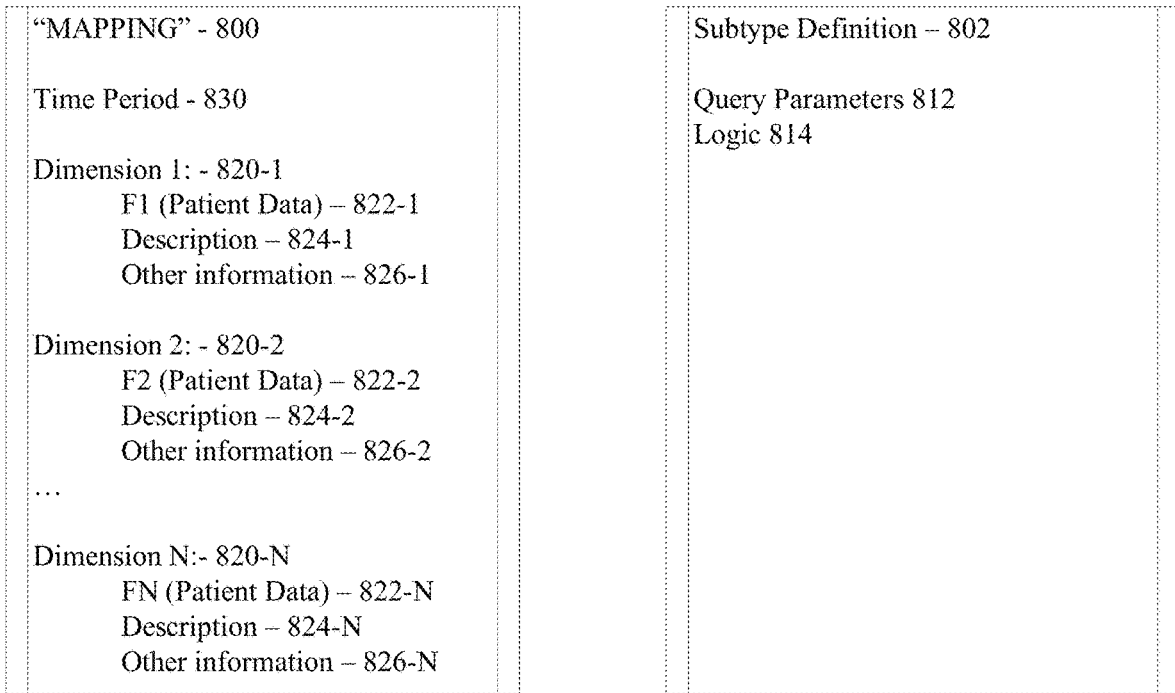 “MAPPING” - 800
Time Period - 830
Dimension 1: - 820-1
F1 (Patient Data) – 822-1
Description – 824-1
Other information – 826-1
Dimension 2: - 820-2
F2 (Patient Data) – 822-2
Description – 824-2
Other information – 826-2
…
Dimension N:- 820-N
FN (Patient Data) – 822-N
Description – 824-N
Other information – 826-N
Subtype Definition – 802
Query Parameters 812
Logic 814